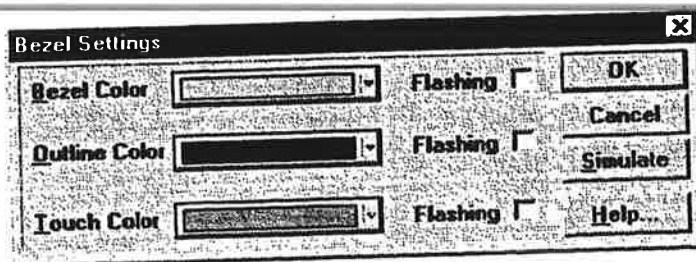 Bezel Settings
Bezel Color Flashing OK
Cancel
Outline Color Flashing
Simulate
Touch Color Flashing Help...